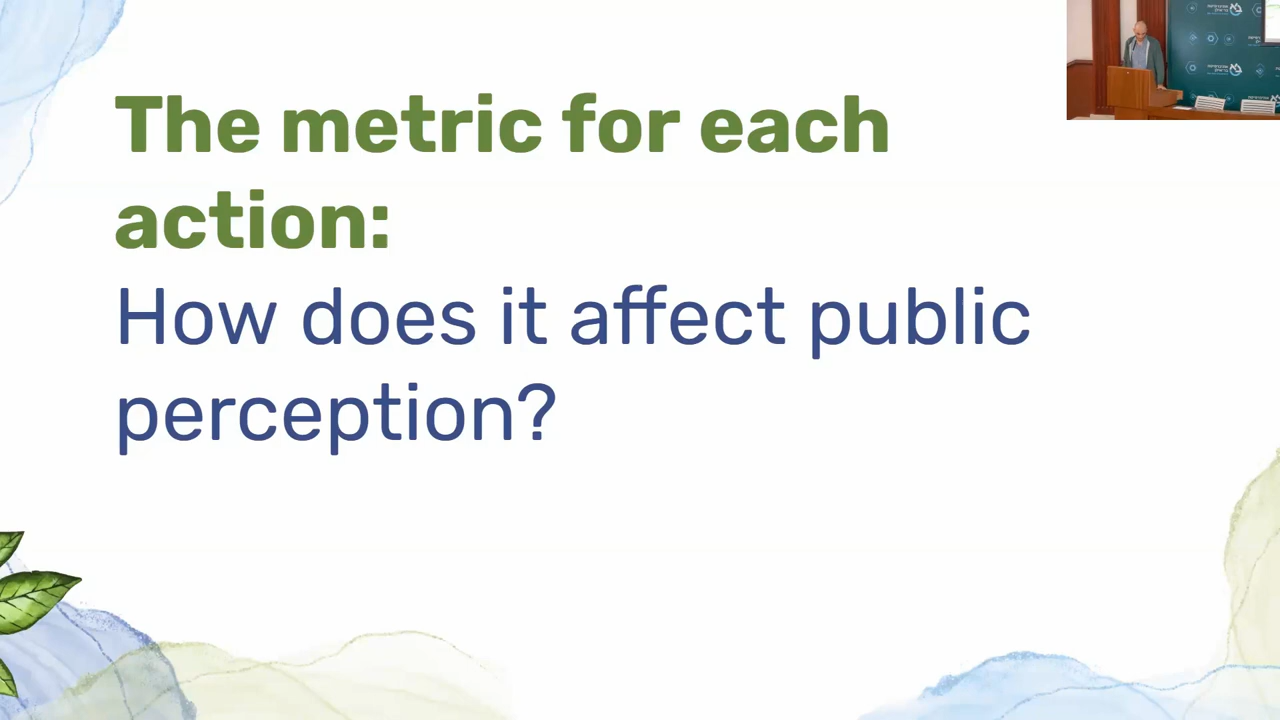 The metric for each
action:
How does it affect public
perception?